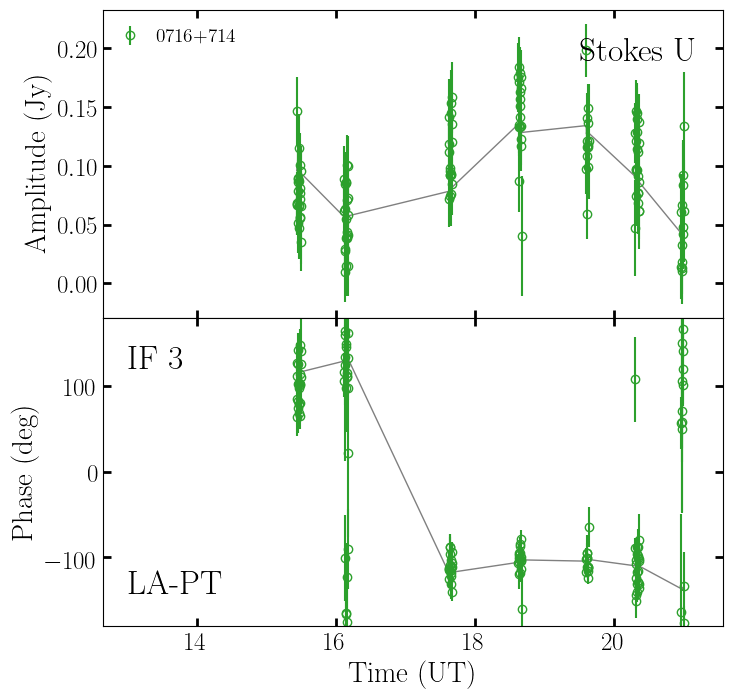 0716+714
Stokes U
0.20
0.15
0.10
0.05
0.00
Amplitude (Jy)
IF 3
100
0
−100
Phase (deg)
LA-PT
14 16 18 20
Time (UT)